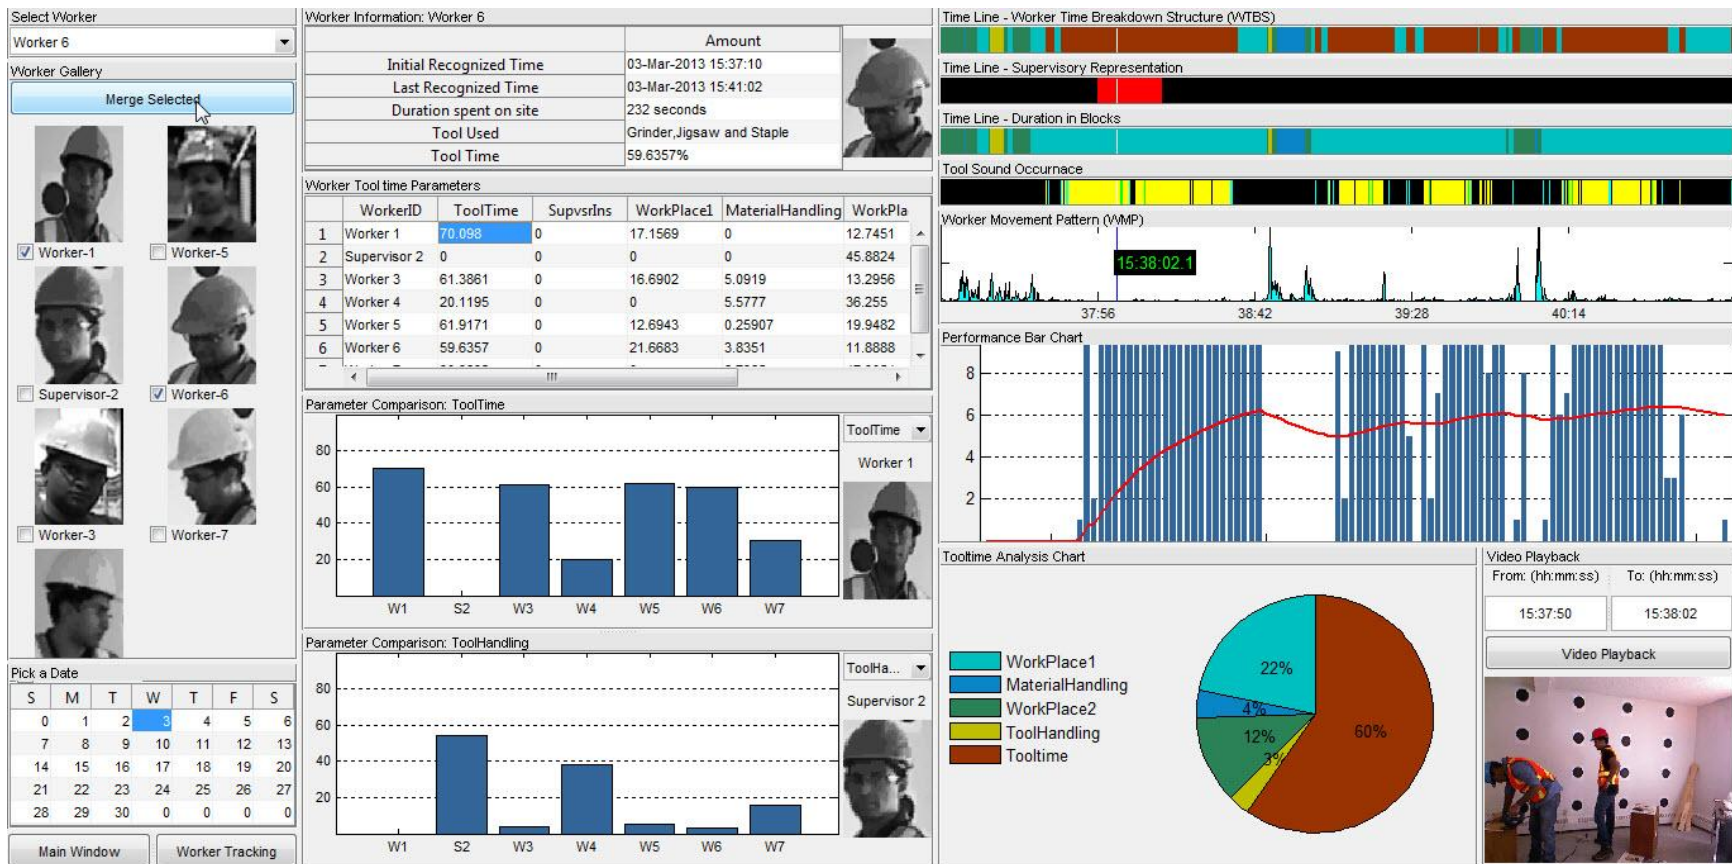 Select Worker
Worker 6
Worker Gallery
Merge Selected
Worker-1
Worker-5
Supervisor-2
Worker-6
Worker-3
Worker-7
Pick a Date
S M T W T F S
0 1 2 3 4 5 6
7 8 9 10 11 12 13
14 15 16 17 18 19 20
21 22 23 24 25 26 27
28 29 30 0 0 0 0
Main Window
Worker Tracking
Worker Information: Worker 6
Amount
Initial Recognized Time 03-Mar-2013 15:37:10
Last Recognized Time 03-Mar-2013 15:41:02
Duration spent on site 232 seconds
Tool Used Grinder,Jigsaw and Staple
Tool Time 59.6357%
Worker Tool time Parameters
WorkerID ToolTime SupvsrIns WorkPlace1 MaterialHandling WorkPla
1 Worker 1 70.098 0 17.1569 0 12.7451
2 Supervisor 2 0 0 0 0 45.8824
3 Worker 3 61.3861 0 16.6902 5.0919 13.2956
4 Worker 4 20.1195 0 0 5.5777 36.255
5 Worker 5 61.9171 0 12.6943 0.25907 19.9482
6 Worker 6 59.6357 0 21.6683 3.8351 11.8888
Parameter Comparison: ToolTime
80
60
40
20
W1 S2 W3 W4 W5 W6 W7
ToolTime
Worker 1
Parameter Comparison: ToolHandling
80
60
40
20
W1 S2 W3 W4 W5 W6 W7
ToolHa...
Supervisor 2
Time Line - Worker Time Breakdown Structure (WTBS)
Time Line - Supervisory Representation
Time Line - Duration in Blocks
Tool Sound Occurnace
Worker Movement Pattern (WMP)
15:38:02.1
37:56 38:42 39:28 40:14
Performance Bar Chart
8
6
4
2
Tooltime Analysis Chart
WorkPlace1
MaterialHandling
WorkPlace2
ToolHandling
Tooltime
22%
4%
12%
3%
60%
Video Playback
From: (hh:mm:ss) To: (hh:mm:ss)
15:37:50 15:38:02
Video Playback